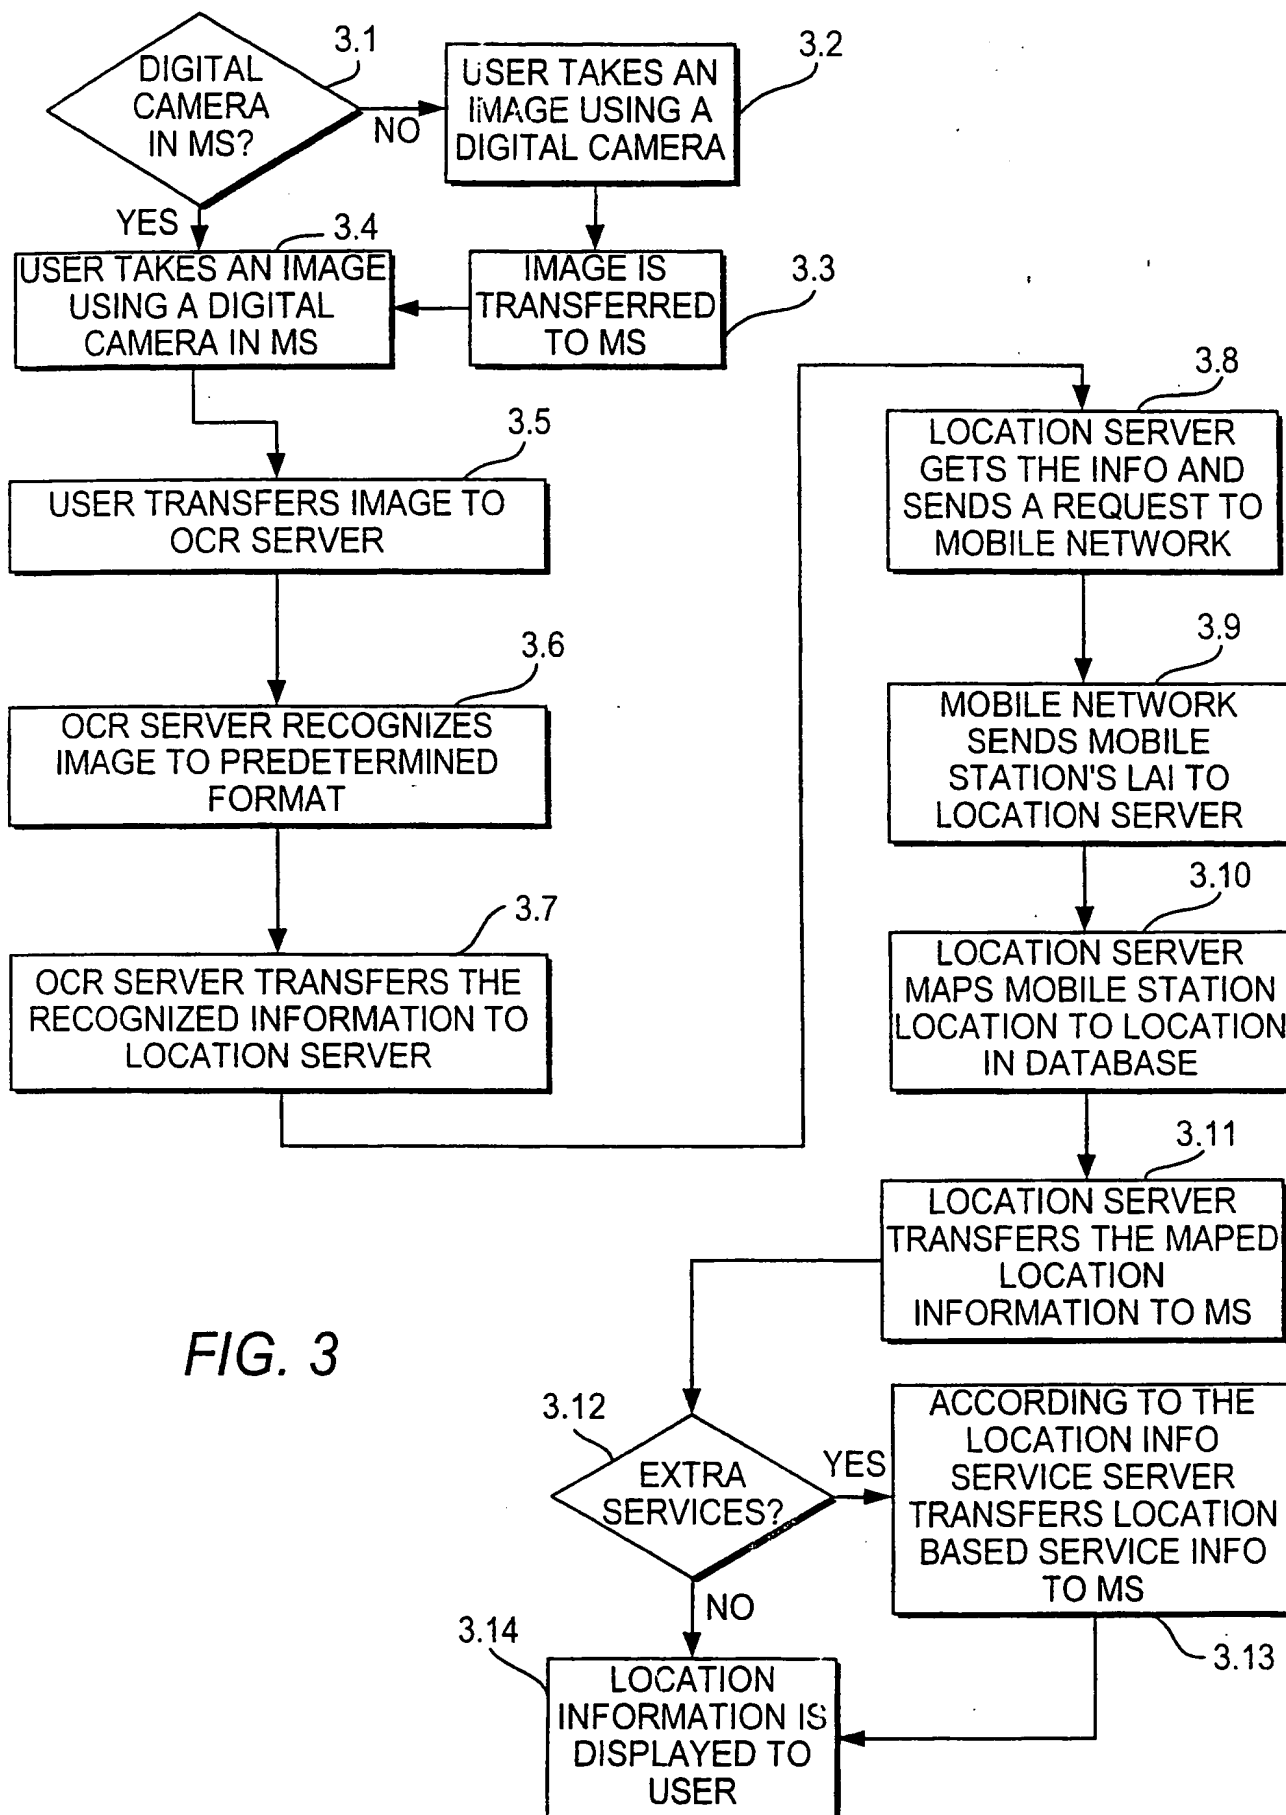 3.1
DIGITAL
CAMERA
IN MS?
NO
YES
3.2
USER TAKES AN
IMAGE USING A
DIGITAL CAMERA
3.3
IMAGE IS
TRANSFERRED
TO MS
3.4
USER TAKES AN IMAGE
USING A DIGITAL
CAMERA IN MS
3.5
USER TRANSFERS IMAGE TO
OCR SERVER
3.6
OCR SERVER RECOGNIZES
IMAGE TO PREDETERMINED
FORMAT
3.7
OCR SERVER TRANSFERS THE
RECOGNIZED INFORMATION TO
LOCATION SERVER
3.8
LOCATION SERVER
GETS THE INFO AND
SENDS A REQUEST TO
MOBILE NETWORK
3.9
MOBILE NETWORK
SENDS MOBILE
STATION'S LAI TO
LOCATION SERVER
3.10
LOCATION SERVER
MAPS MOBILE STATION
LOCATION TO LOCATION
IN DATABASE
3.11
LOCATION SERVER
TRANSFERS THE MAPED
LOCATION
INFORMATION TO MS
3.12
EXTRA
SERVICES?
YES
NO
ACCORDING TO THE
LOCATION INFO
SERVICE SERVER
TRANSFERS LOCATION
BASED SERVICE INFO
TO MS
3.13
3.14
LOCATION
INFORMATION IS
DISPLAYED TO
USER
FIG. 3